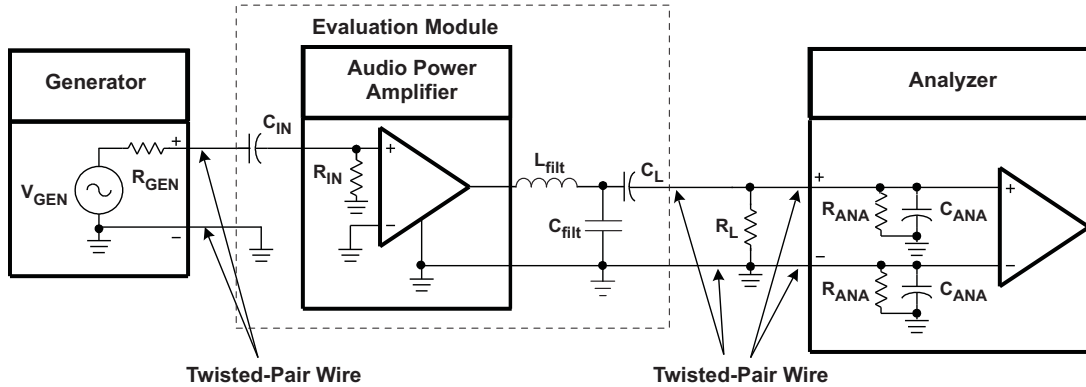 Evaluation Module
Generator
Audio Power
Amplifier
Analyzer
C_IN
+
R_GEN
V_GEN
−
R_IN
+
−
L_filt
C_L
C_filt
R_L
+
−
R_ANA
C_ANA
+
−
R_ANA
C_ANA
Twisted-Pair Wire
Twisted-Pair Wire